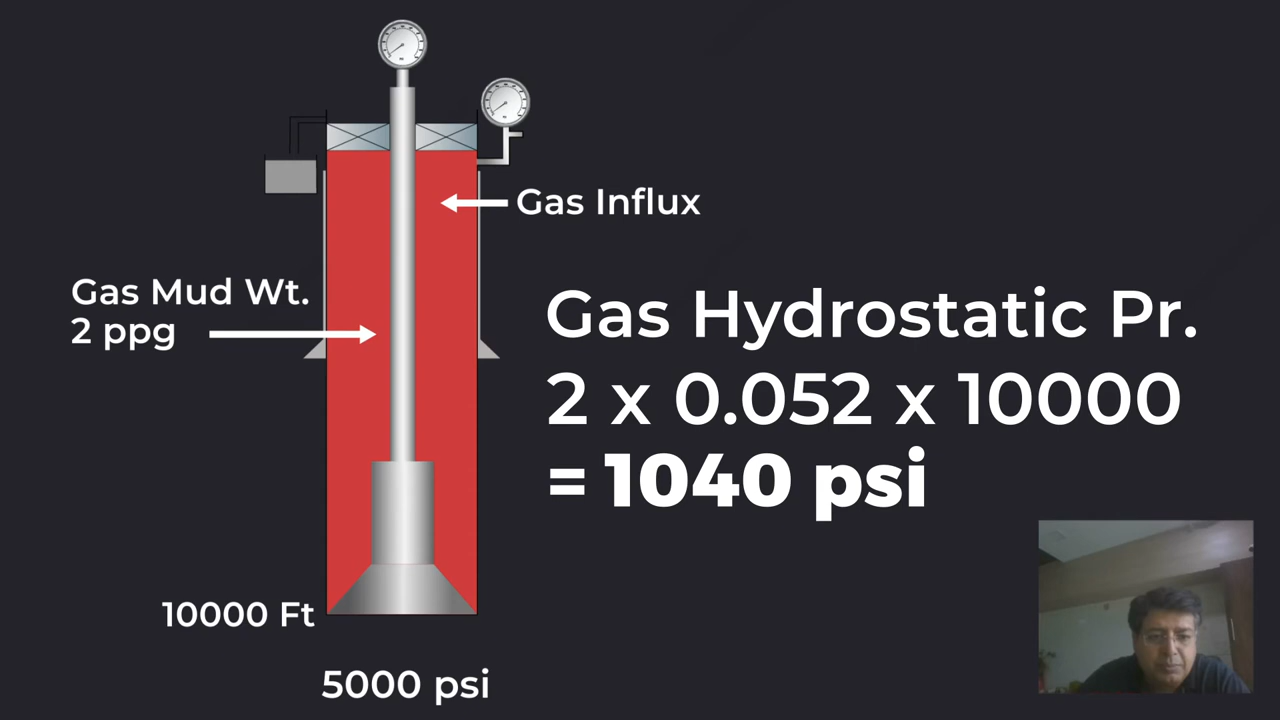 Gas Influx
Gas Mud Wt.
2 ppg
Gas Hydrostatic Pr.
2 x 0.052 x 10000
= 1040 psi
10000 Ft
5000 psi